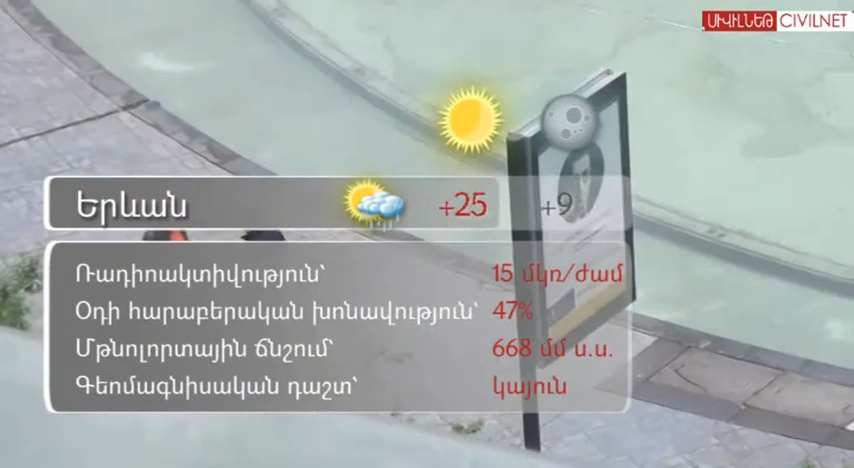 ՍԻՎԻԼՆԵԹ CIVILNET
Երևան +25 +9
Ռադիոակտիվություն՝ 15 մկռ/ժամ
Օդի հարաբերական խոնավություն՝ 47%
Մթնոլորտային ճնշում՝ 668 մմ ս.ս.
Գեոմագնիսական դաշտ՝ կայուն